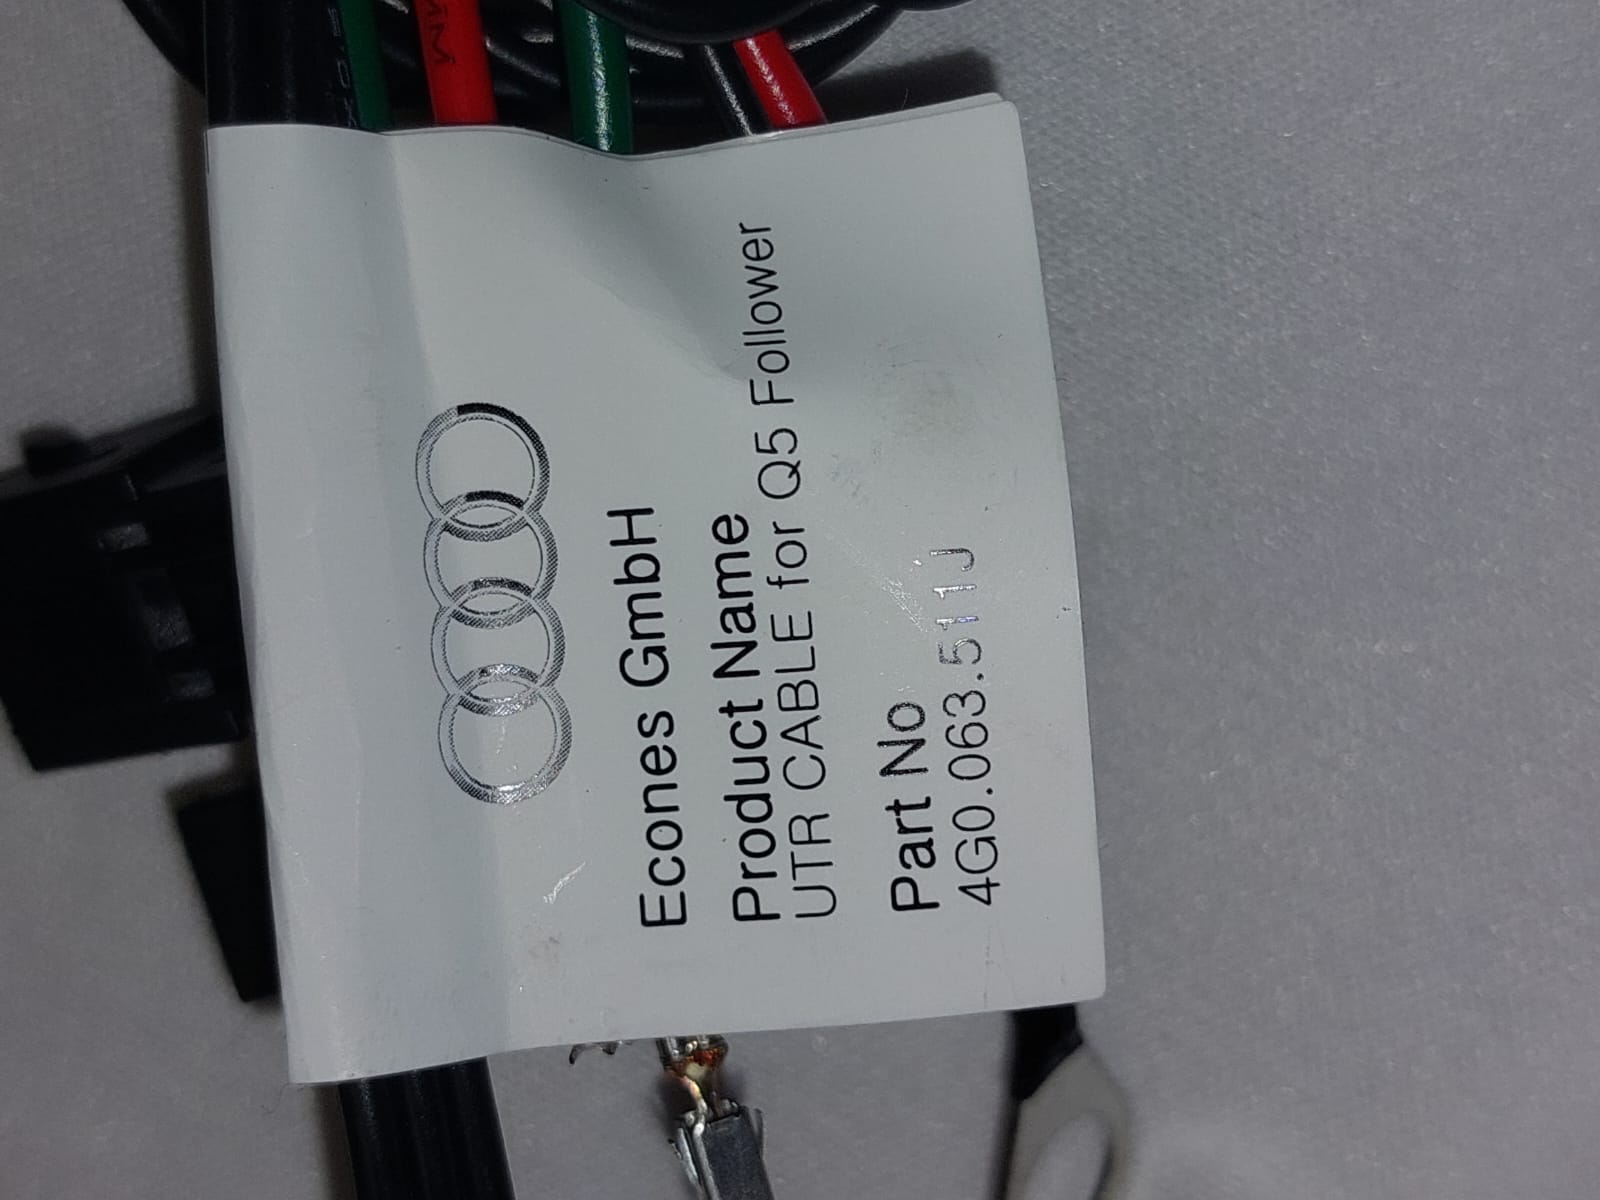 Econes GmbH
Product Name
UTR CABLE for Q5 Follower
Part No
4G0.063.511J